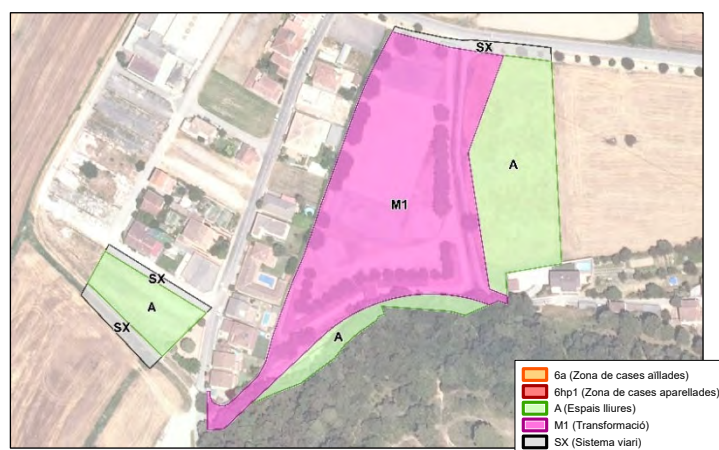 SX
A
M1
SX
A
SX
A
6a (Zona de cases aïllades)
6hp1 (Zona de cases aparellades)
A (Espais lliures)
M1 (Transformació)
SX (Sistema viari)